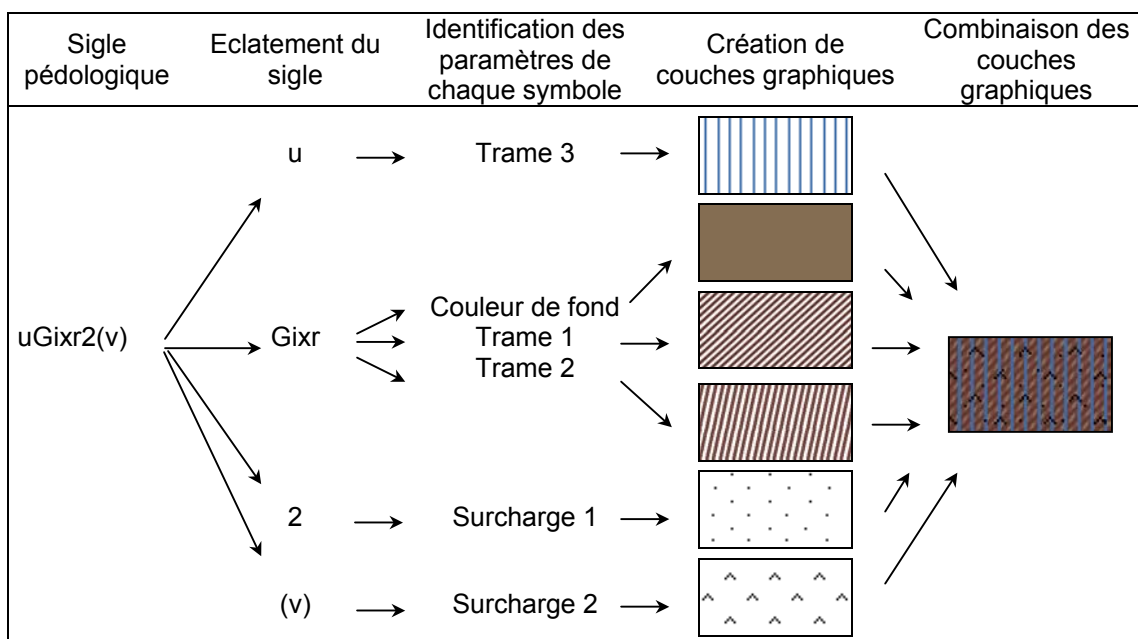 Sigle
pédologique
Eclatement du
sigle
Identification des
paramètres de
chaque symbole
Création de
couches graphiques
Combinaison des
couches
graphiques
u
Trame 3
uGixr2(v)
Gixr
Couleur de fond
Trame 1
Trame 2
2
Surcharge 1
(v)
Surcharge 2